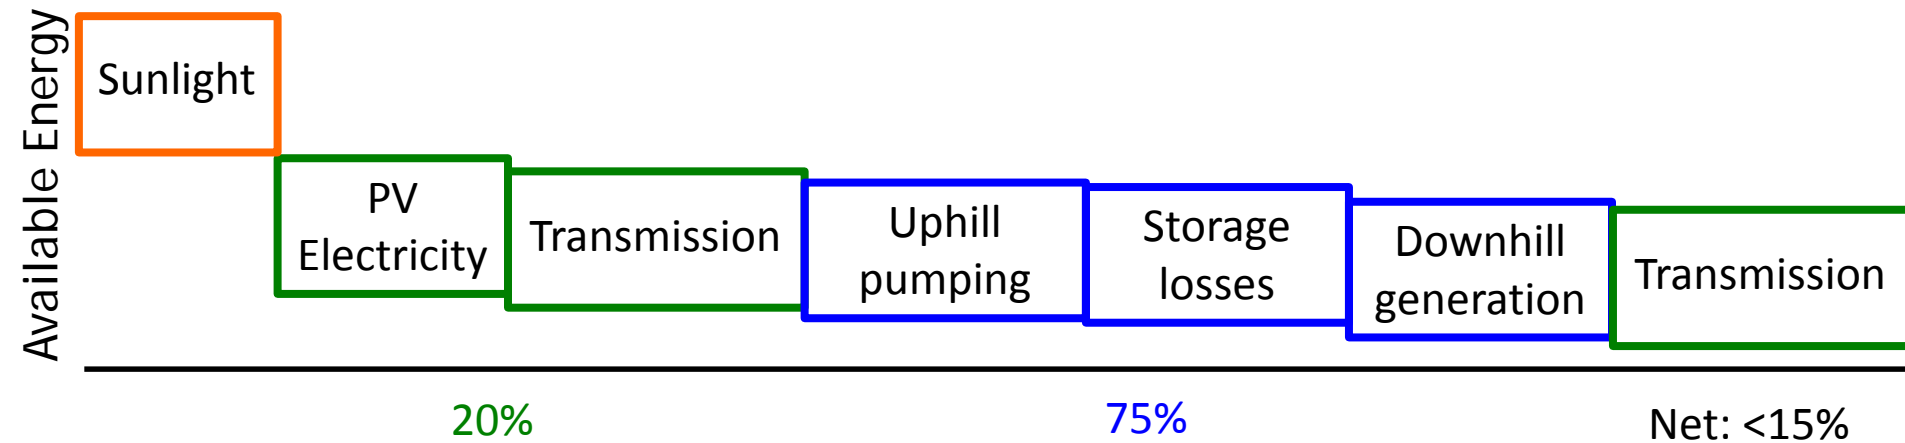 Available Energy
Sunlight
PV
Electricity
Transmission
Uphill
pumping
Storage
losses
Downhill
generation
Transmission
20%
75%
Net: <15%